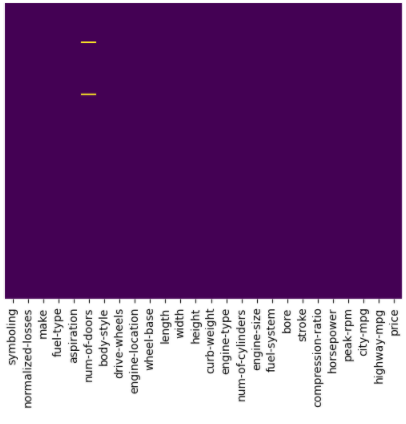 symboling
normalized-losses
make
fuel-type
aspiration
num-of-doors
body-style
drive-wheels
engine-location
wheel-base
length
width
height
curb-weight
engine-type
num-of-cylinders
engine-size
fuel-system
bore
stroke
compression-ratio
horsepower
peak-rpm
city-mpg
highway-mpg
price